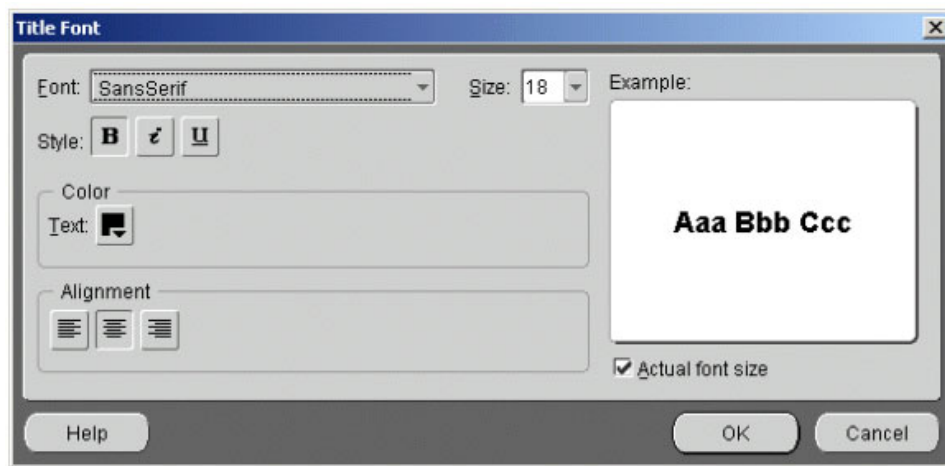 Title Font
Font: SansSerif Size: 18 Example:
Style: B i U
Color
Text:
Aaa Bbb Ccc
Alignment
Actual font size
Help OK Cancel